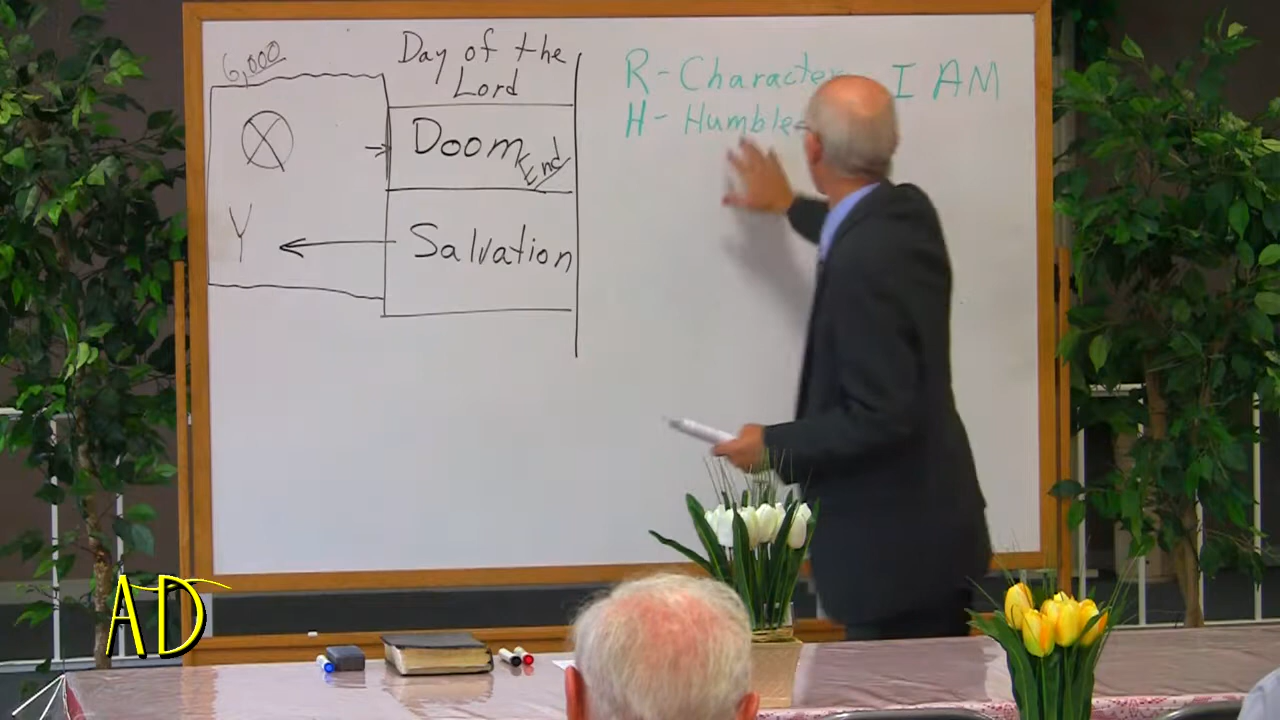 6,000
Day of the
Lord
Doom End
Salvation
Y
R - Character I AM
H - Humble
AD